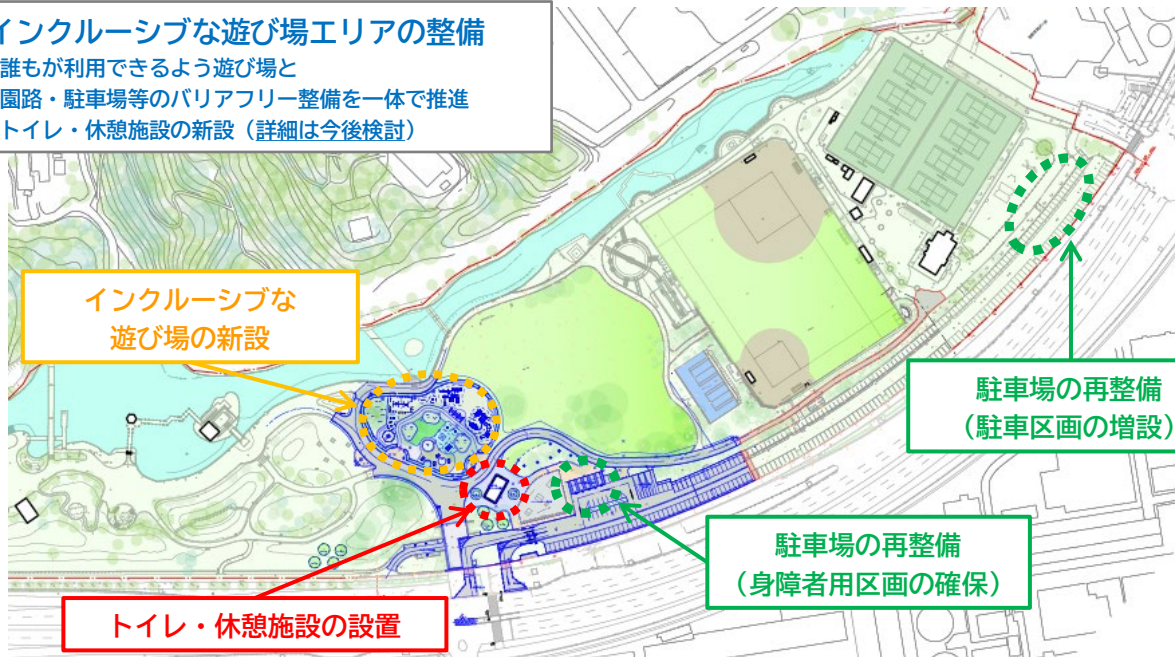 インクルーシブな遊び場エリアの整備
誰もが利用できるよう遊び場と
園路・駐車場等のバリアフリー整備を一体で推進
トイレ・休憩施設の新設（詳細は今後検討）
インクルーシブな
遊び場の新設
駐車場の再整備
（駐車区画の増設）
駐車場の再整備
（身障者用区画の確保）
トイレ・休憩施設の設置